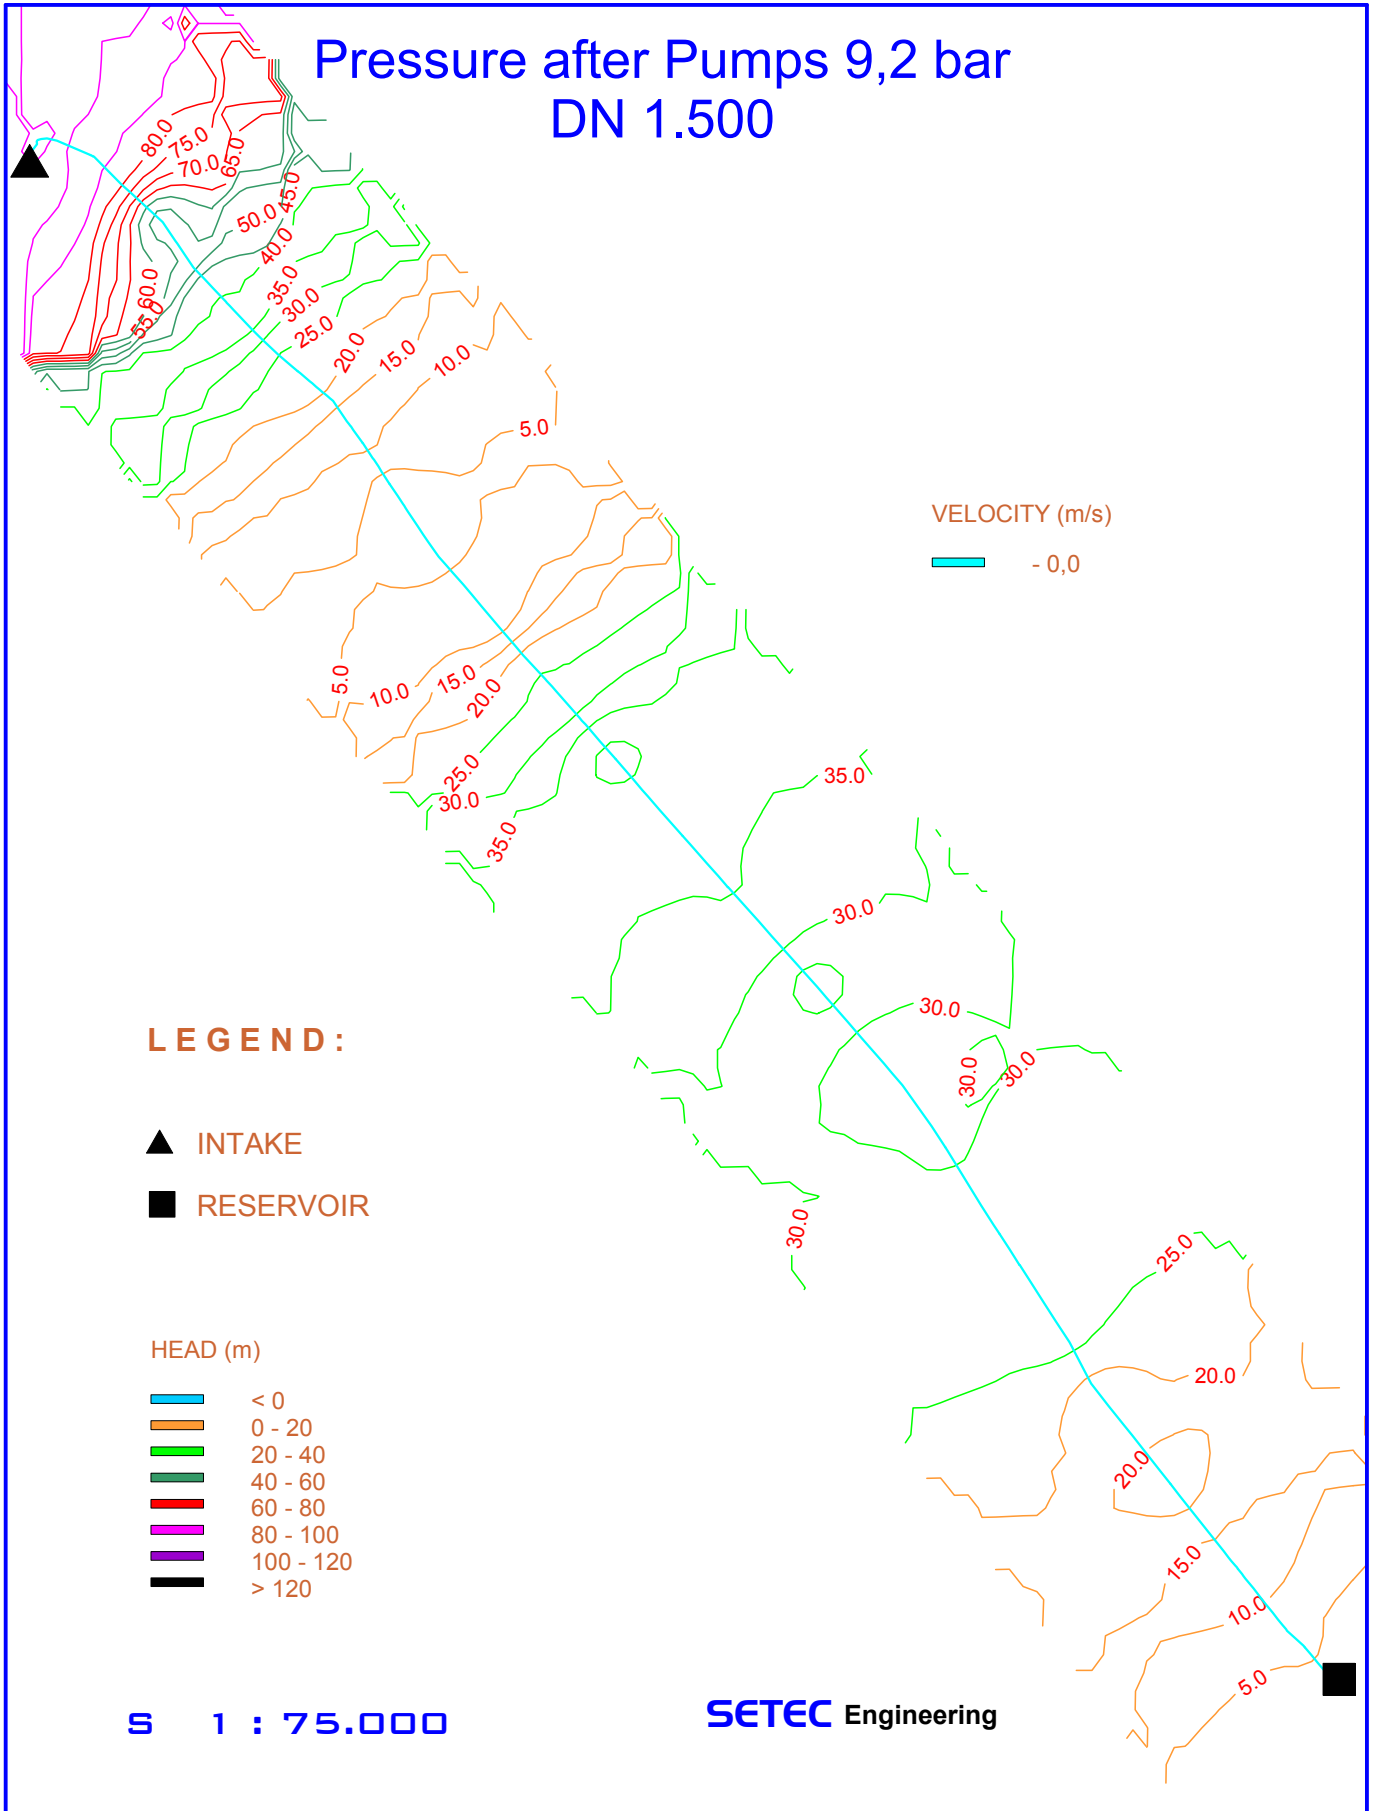 Pressure after Pumps 9,2 bar
DN 1.500
80.0
75.0
70.0
65.0
45.0
50.0
40.0
60.0
55.0
35.0
30.0
25.0
20.0
15.0
10.0
5.0
VELOCITY (m/s)
- 0,0
5.0
10.0
15.0
20.0
25.0
30.0
35.0
35.0
30.0
30.0
30.0
30.0
30.0
LEGEND:
INTAKE
RESERVOIR
25.0
20.0
20.0
15.0
10.0
5.0
HEAD (m)
< 0
0 - 20
20 - 40
40 - 60
60 - 80
80 - 100
100 - 120
> 120
S 1 : 75.000
SETEC Engineering